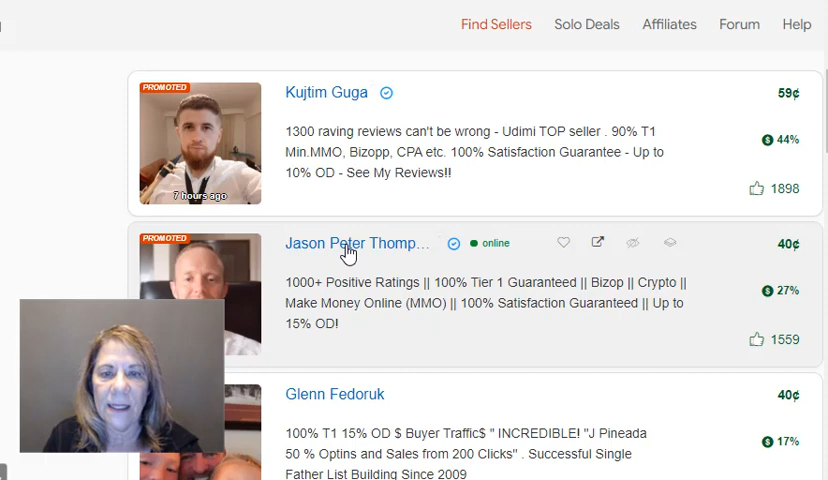 Find Sellers Solo Deals Affiliates Forum Help
PROMOTED
Kujtim Guga
59¢
1300 raving reviews can't be wrong - Udimi TOP seller . 90% T1
Min.MMO, Bizopp, CPA etc. 100% Satisfaction Guarantee - Up to
10% OD - See My Reviews!!
44%
1898
7 hours ago
PROMOTED
Jason Peter Thomp...
online
40¢
1000+ Positive Ratings || 100% Tier 1 Guaranteed || Bizop || Crypto ||
Make Money Online (MMO) || 100% Satisfaction Guaranteed || Up to
15% OD!
27%
1559
Glenn Fedoruk
40¢
100% T1 15% OD $ Buyer Traffic$ " INCREDIBLE! "J Pineada
50 % Optins and Sales from 200 Clicks" . Successful Single
Father List Building Since 2009
17%